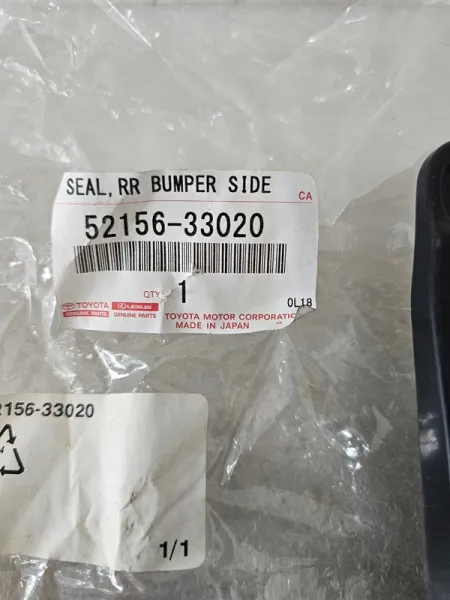 SEAL, RR BUMPER SIDE
CA
52156-33020
QTY 1
0L18
TOYOTA LEXUS
GENUINE PARTS GENUINE PARTS
TOYOTA MOTOR CORPORATIO
MADE IN JAPAN
2156-33020
1/1